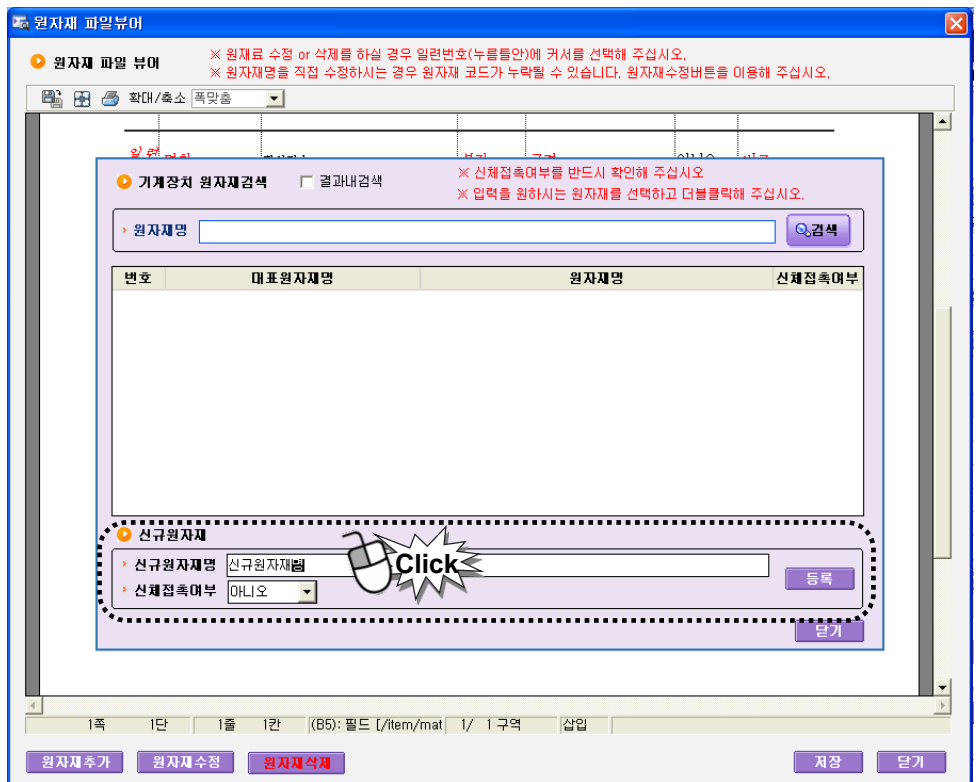 원자재 파일뷰어
원자재 파일 뷰어
※ 원재료 수정 or 삭제를 하실 경우 일련번호(누름틀안)에 커서를 선택해 주십시오.
※ 원자재명을 직접 수정하시는 경우 원자재 코드가 누락될 수 있습니다. 원자재수정버튼을 이용해 주십시오.
확대/축소 폭맞춤
기계장치 원자재검색 결과내검색
※ 신체접촉여부를 반드시 확인해 주십시오
※ 입력을 원하시는 원자재를 선택하고 더블클릭해 주십시오.
원자재명 검색
번호 대표원자재명 원자재명 신체접촉여부
신규원자재
신규원자재명 신규원자재명
Click
신체접촉여부 아니오
등록
닫기
1쪽 1단 1줄 1칸 (B5): 필드 [/item/mat 1/ 1 구역 삽입
원자재추가 원자재수정 원자재삭제 저장 닫기